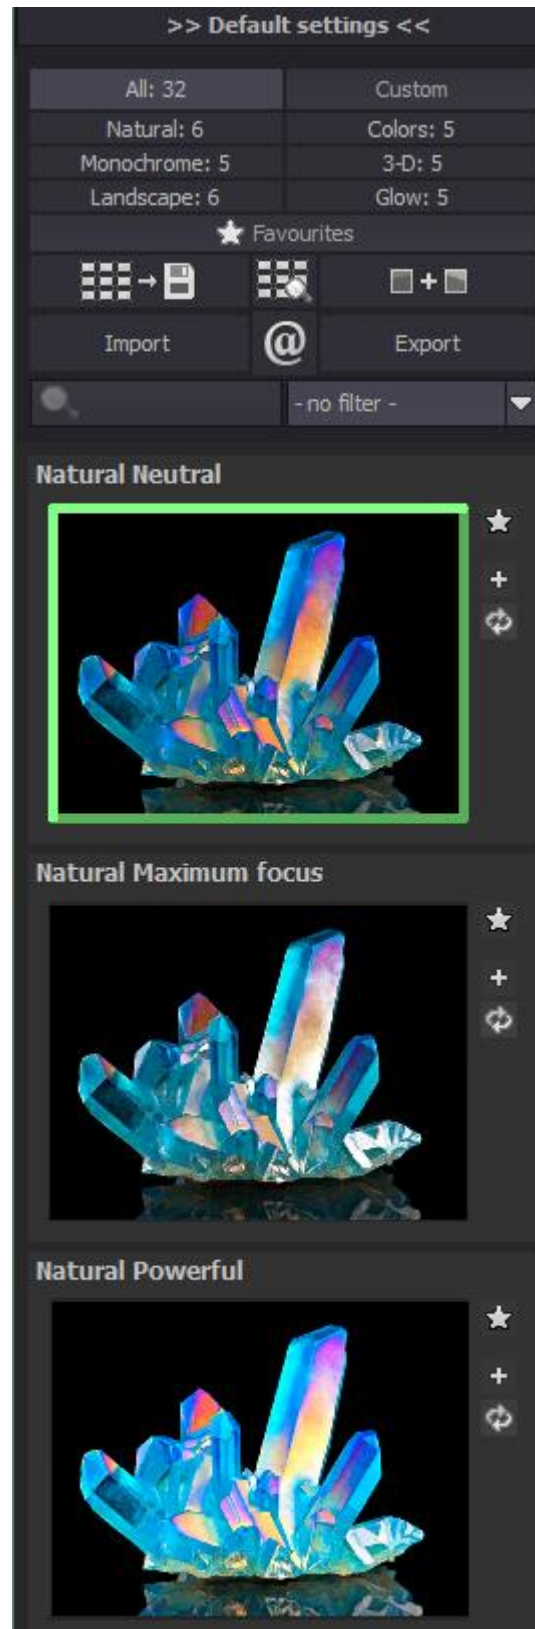 >> Default settings <<
All: 32 Custom
Natural: 6 Colors: 5
Monochrome: 5 3-D: 5
Landscape: 6 Glow: 5
Favourites
Import @ Export
- no filter -
Natural Neutral
Natural Maximum focus
Natural Powerful